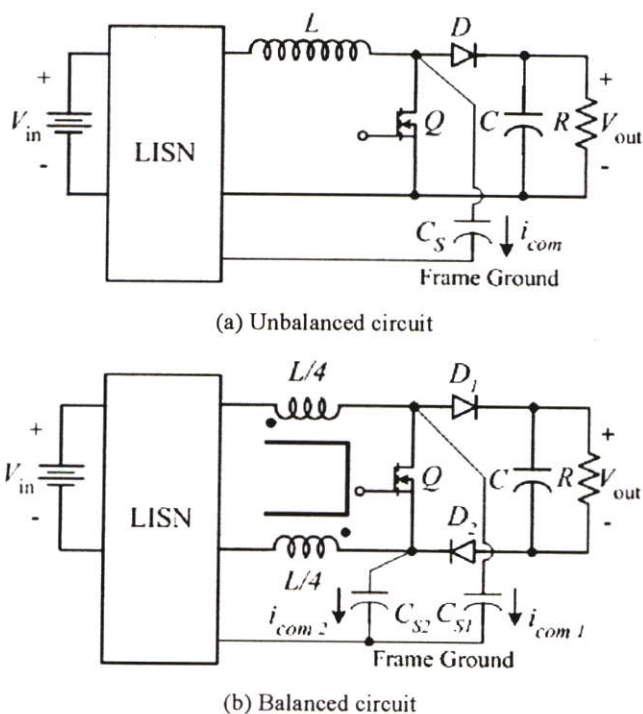 L
D
+
V_in
-
LISN
Q
C
R
+
V_out
-
C_S
i_com
Frame Ground
(a) Unbalanced circuit
L/4
D_1
+
V_in
-
LISN
Q
C
R
+
V_out
-
D_2
L/4
i_com 2
C_S2
C_S1
i_com 1
Frame Ground
(b) Balanced circuit